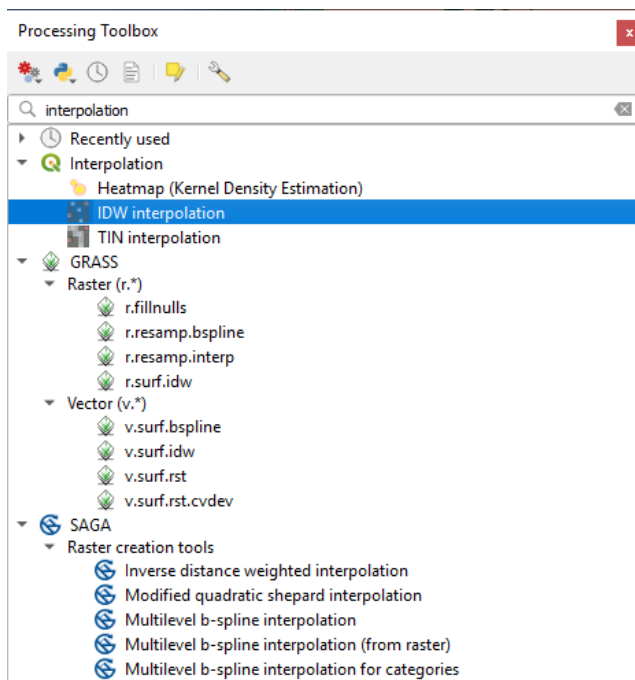 Processing Toolbox
interpolation
Recently used
Interpolation
Heatmap (Kernel Density Estimation)
IDW interpolation
TIN interpolation
GRASS
Raster (r.*)
r.fillnulls
r.resamp.bspline
r.resamp.interp
r.surf.idw
Vector (v.*)
v.surf.bspline
v.surf.idw
v.surf.rst
v.surf.rst.cvdev
SAGA
Raster creation tools
Inverse distance weighted interpolation
Modified quadratic shepard interpolation
Multilevel b-spline interpolation
Multilevel b-spline interpolation (from raster)
Multilevel b-spline interpolation for categories